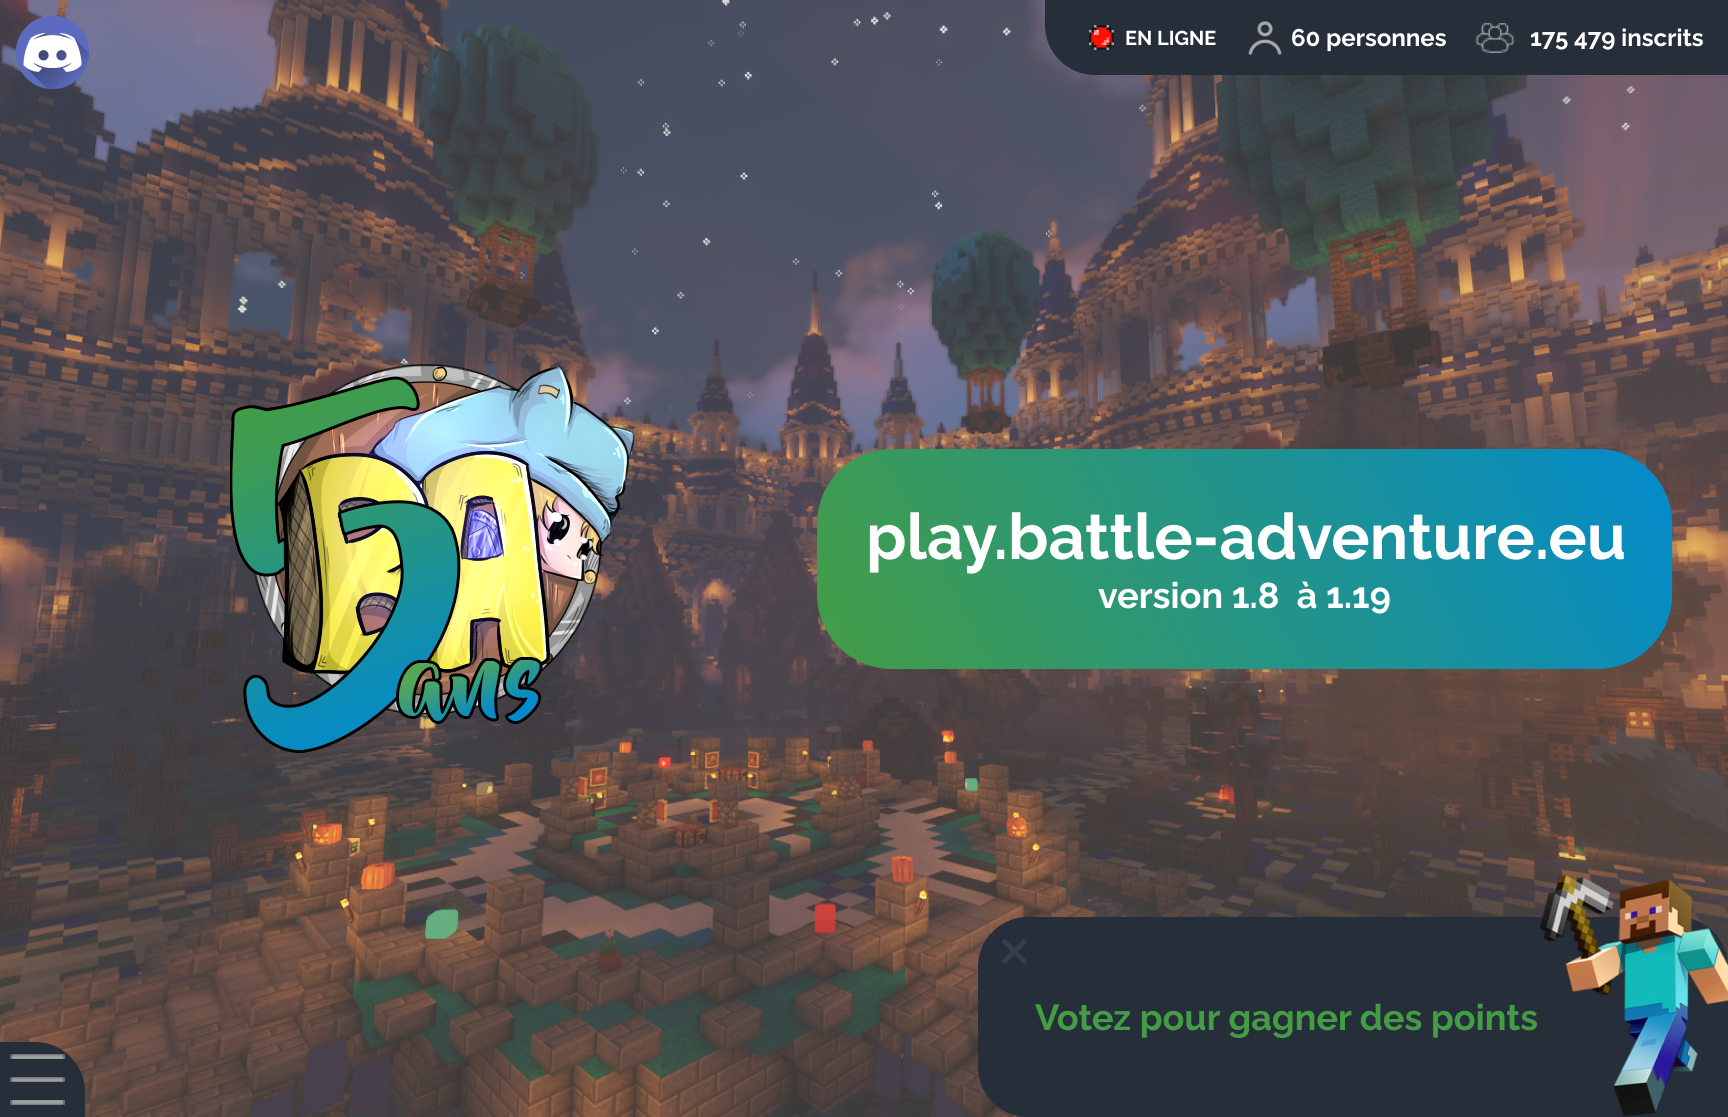 EN LIGNE
60 personnes
175 479 inscrits
5
BA
ans
play.battle-adventure.eu
version 1.8 à 1.19
Votez pour gagner des points